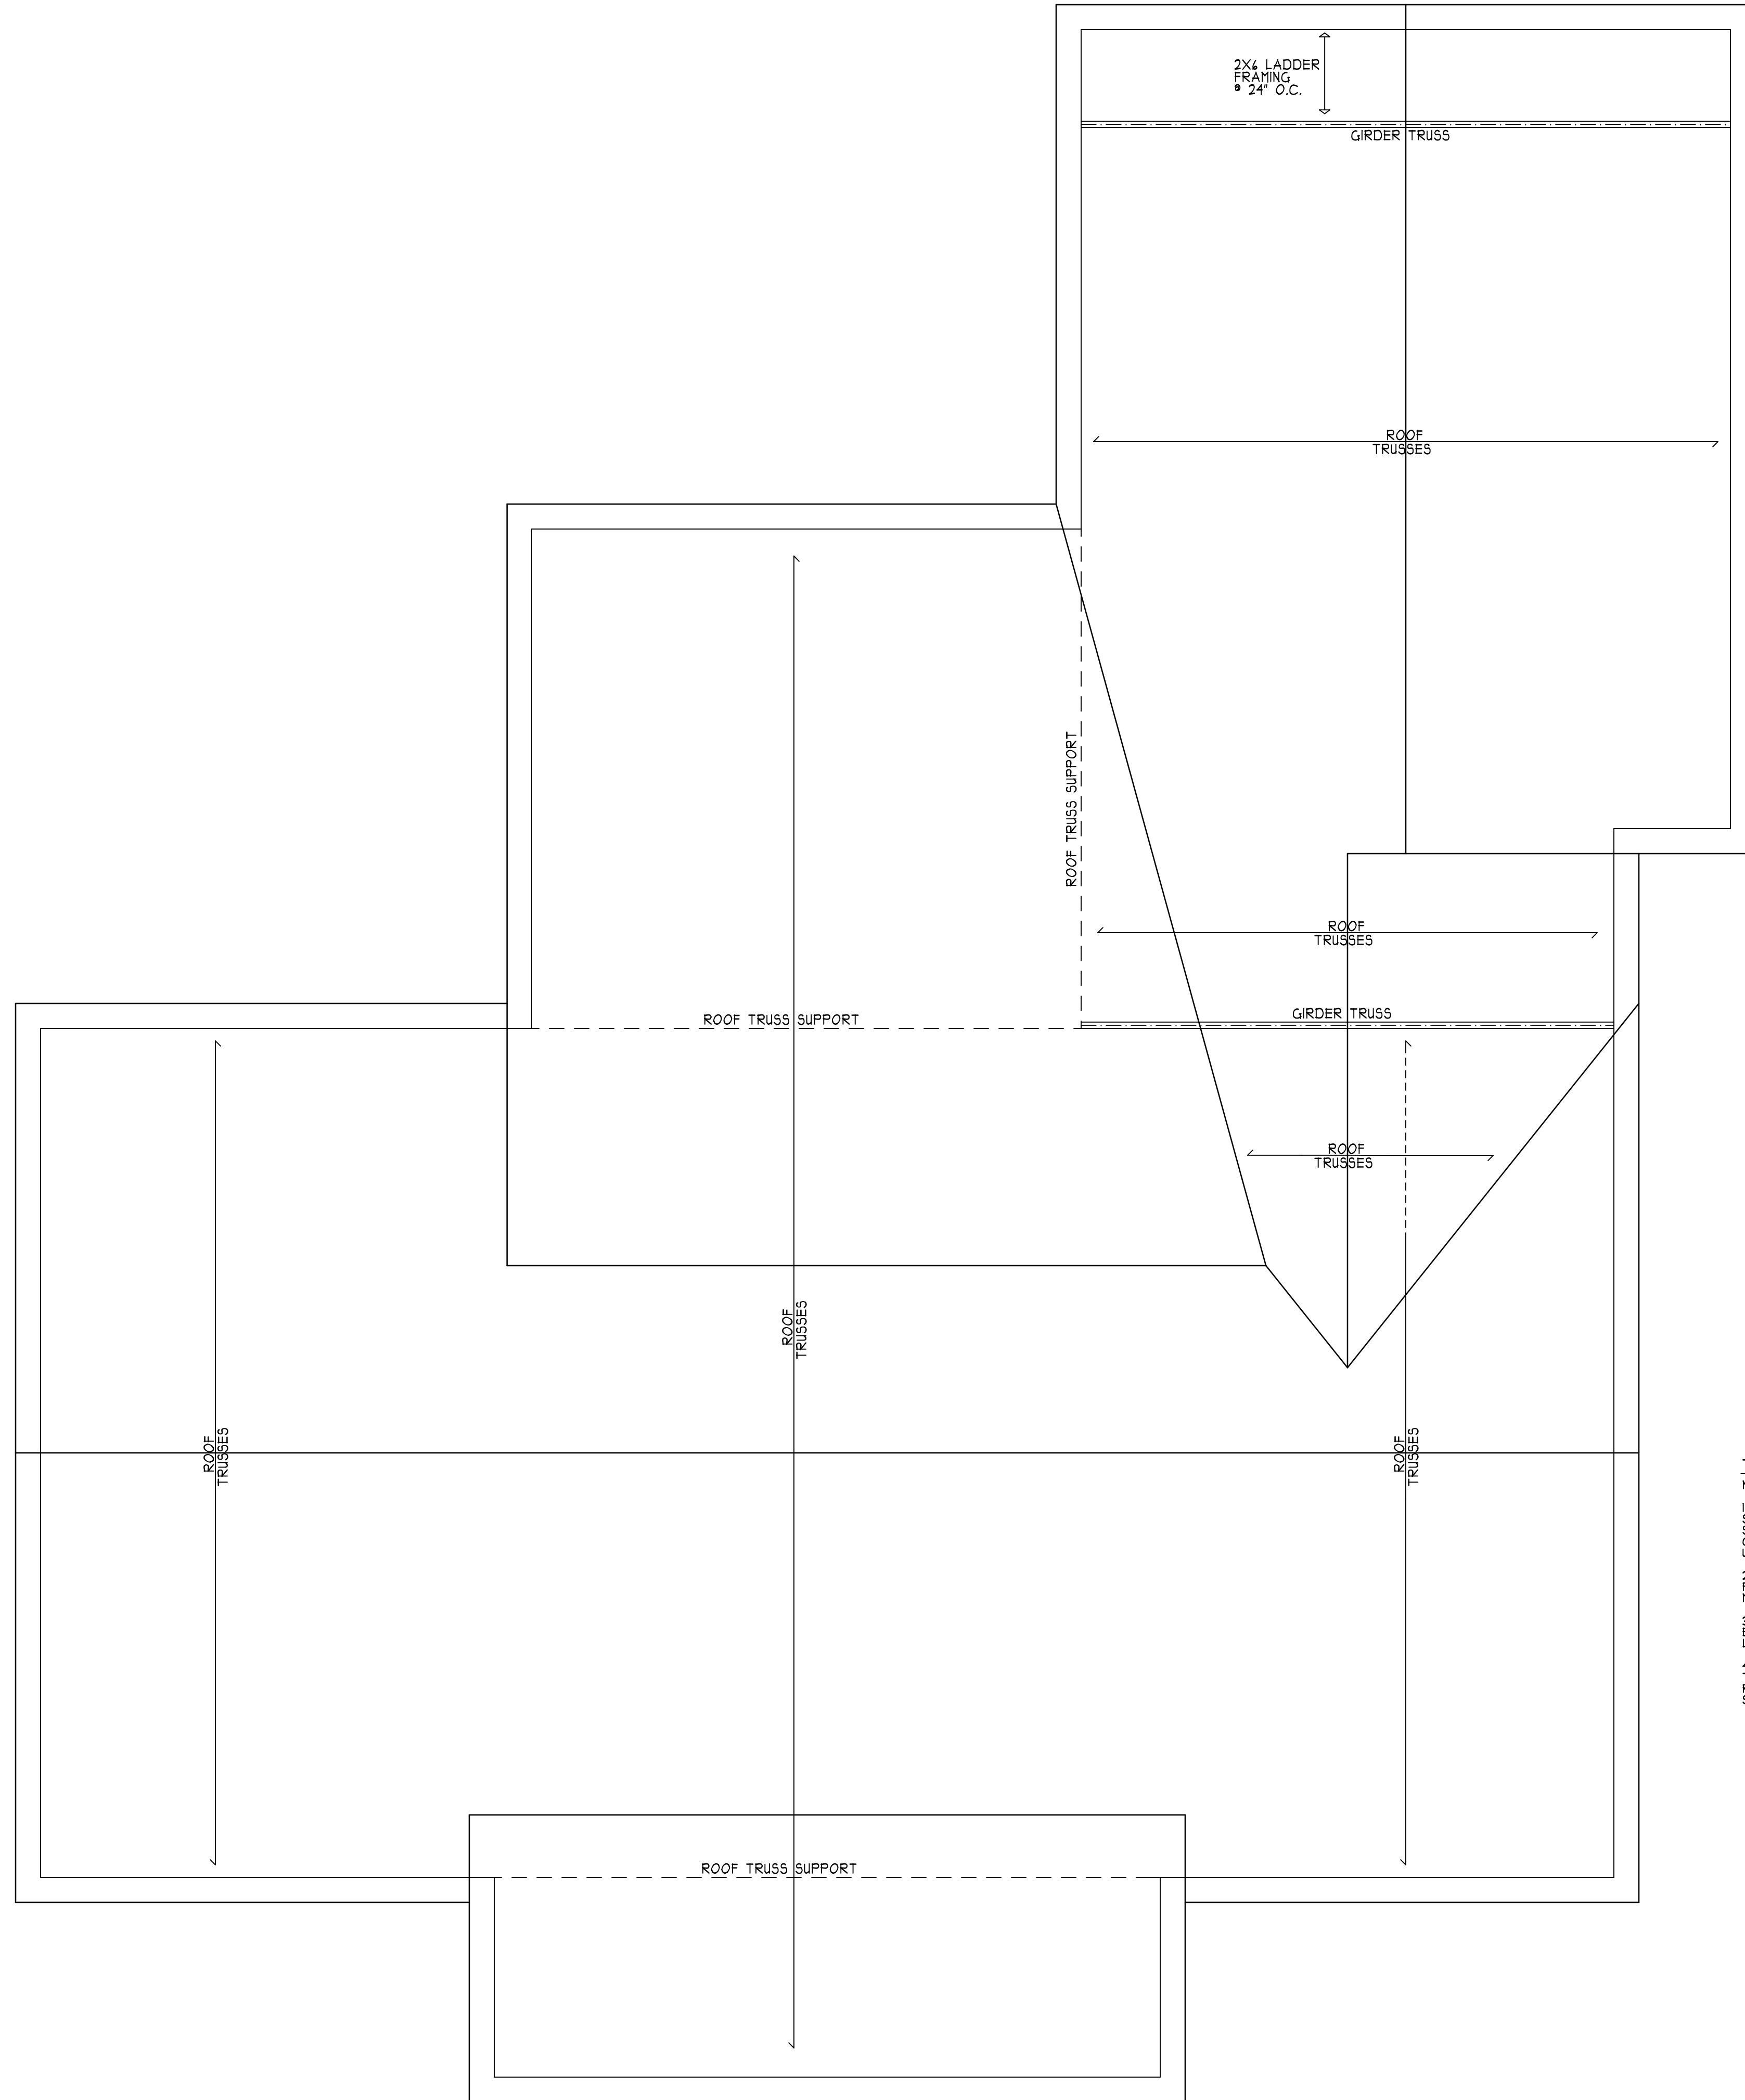 2X6 LADDER
FRAMING
@ 24" O.C.
GIRDER TRUSS
ROOF
TRUSSES
ROOF TRUSS SUPPORT
ROOF
TRUSSES
GIRDER TRUSS
ROOF TRUSS SUPPORT
ROOF
TRUSSES
ROOF
TRUSSES
ROOF
TRUSSES
ROOF
TRUSSES
ROOF TRUSS SUPPORT